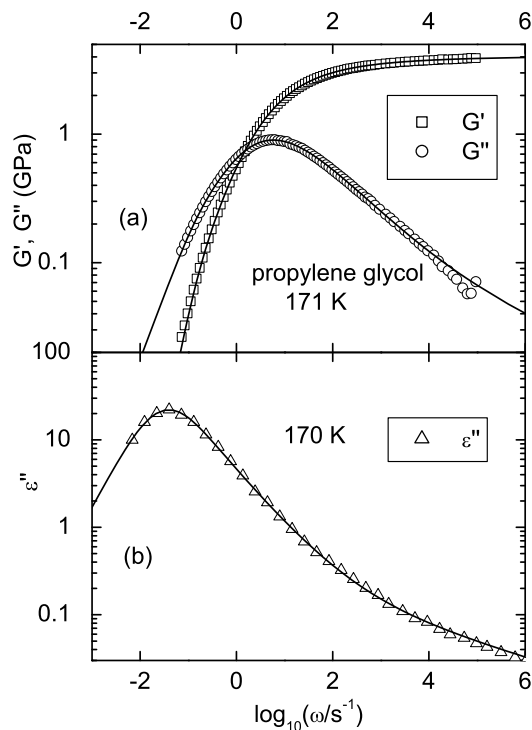 -2 0 2 4 6
1
0.1
G', G'' (GPa)
G'
G''
(a)
propylene glycol
171 K
100
10
1
0.1
ε''
170 K
ε''
(b)
-2 0 2 4 6
log10(ω/s-1)